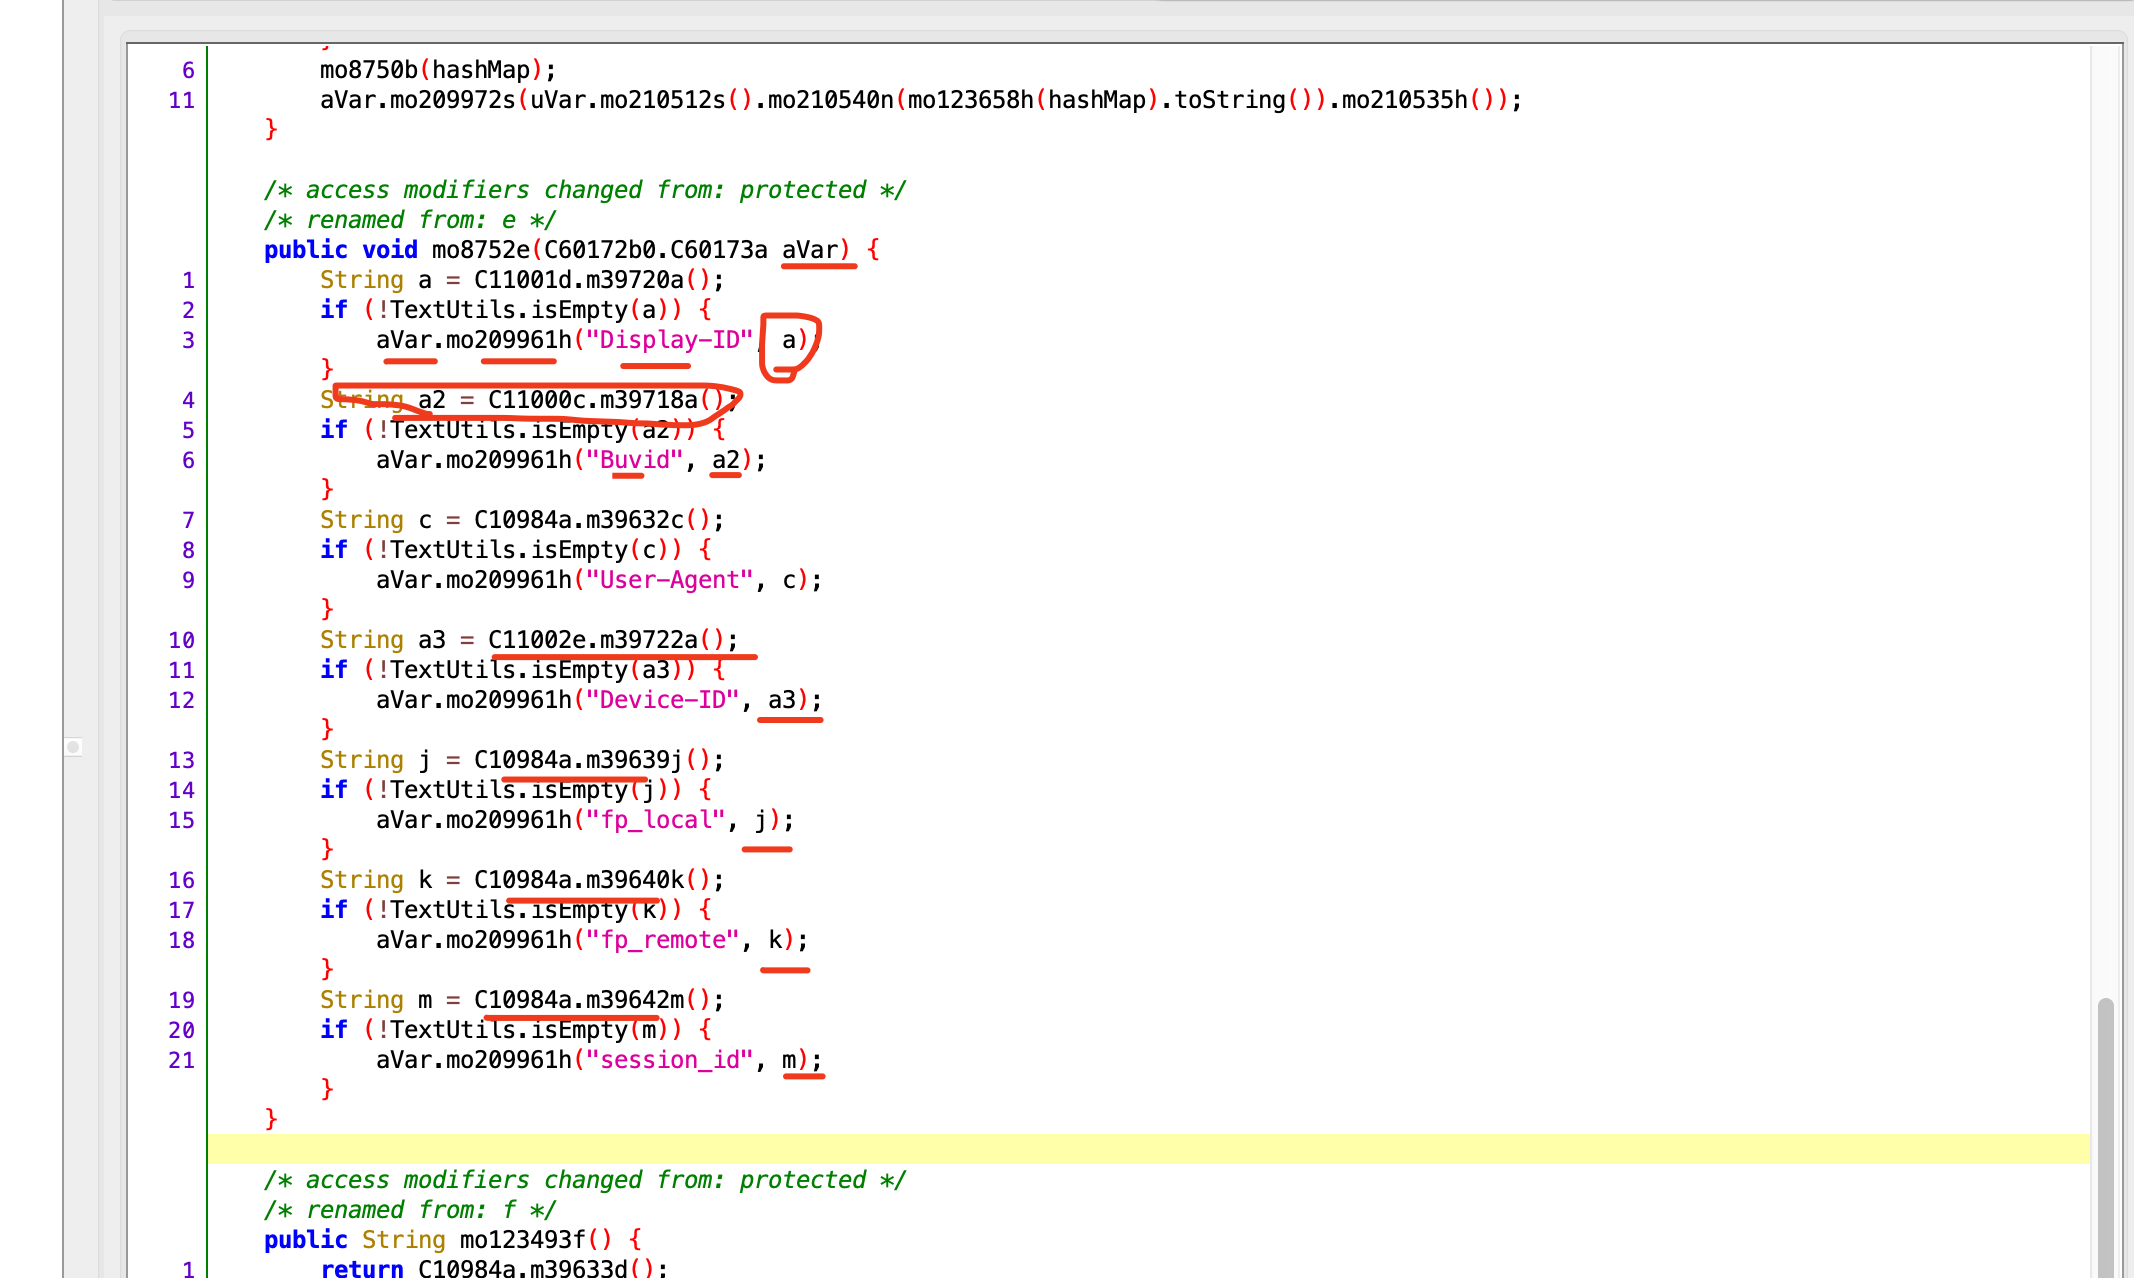 }
6 mo8750b(hashMap);
11 aVar.mo209972s(uVar.mo210512s().mo210540n(mo123658h(hashMap).toString()).mo210535h());
}
/* access modifiers changed from: protected */
/* renamed from: e */
public void mo8752e(C60172b0.C60173a aVar) {
1 String a = C11001d.m39720a();
2 if (!TextUtils.isEmpty(a)) {
3 aVar.mo209961h("Display-ID", a);
}
4 String a2 = C11000c.m39718a();
5 if (!TextUtils.isEmpty(a2)) {
6 aVar.mo209961h("Buvid", a2);
}
7 String c = C10984a.m39632c();
8 if (!TextUtils.isEmpty(c)) {
9 aVar.mo209961h("User-Agent", c);
}
10 String a3 = C11002e.m39722a();
11 if (!TextUtils.isEmpty(a3)) {
12 aVar.mo209961h("Device-ID", a3);
}
13 String j = C10984a.m39639j();
14 if (!TextUtils.isEmpty(j)) {
15 aVar.mo209961h("fp_local", j);
}
16 String k = C10984a.m39640k();
17 if (!TextUtils.isEmpty(k)) {
18 aVar.mo209961h("fp_remote", k);
}
19 String m = C10984a.m39642m();
20 if (!TextUtils.isEmpty(m)) {
21 aVar.mo209961h("session_id", m);
}
}
/* access modifiers changed from: protected */
/* renamed from: f */
public String mo123493f() {
1 return C10984a.m39633d();